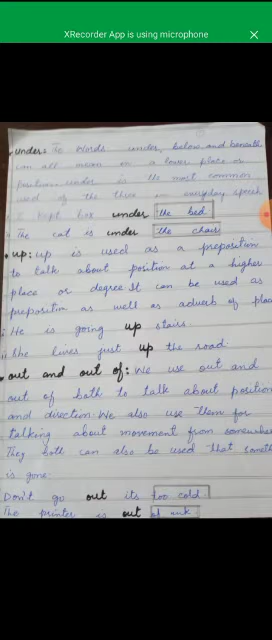 XRecorder App is using microphone
• under: To words under, below and beneath
can all mean on a lower place or
position under is the most common
used of the three in everyday speech
I kept box under the bed.
The cat is under the chair
• up: up is used as a preposition
to talk about position at a higher
place or degree It can be used as
preposition as well as adverb of place
He is going up stairs.
She lives just up the road.
• out and out of: We use out and
out of both to talk about position
and direction. We also use them for
talking about movement from somewhere
They both can also be used that
is gone.
Don't go out its too cold.
The printer is out of ink.